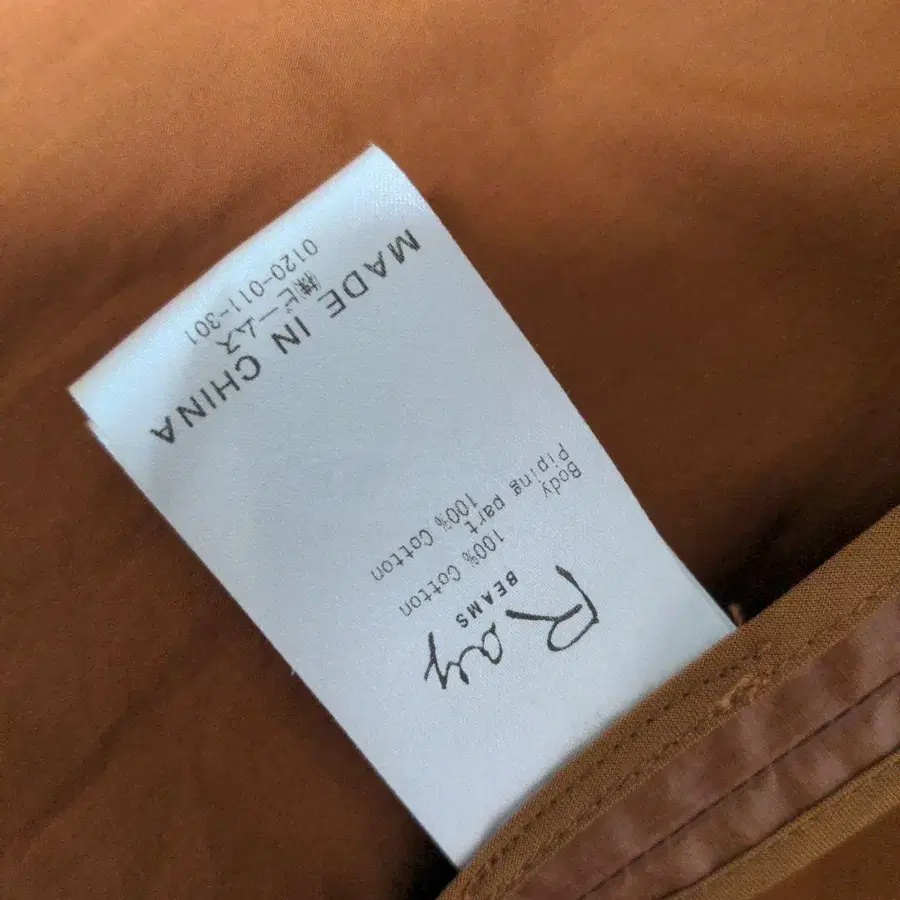 Ray
BEAMS
Body 100% Cotton
Piping part 100% Cotton
MADE IN CHINA
㈱ビームス
0120-011-301